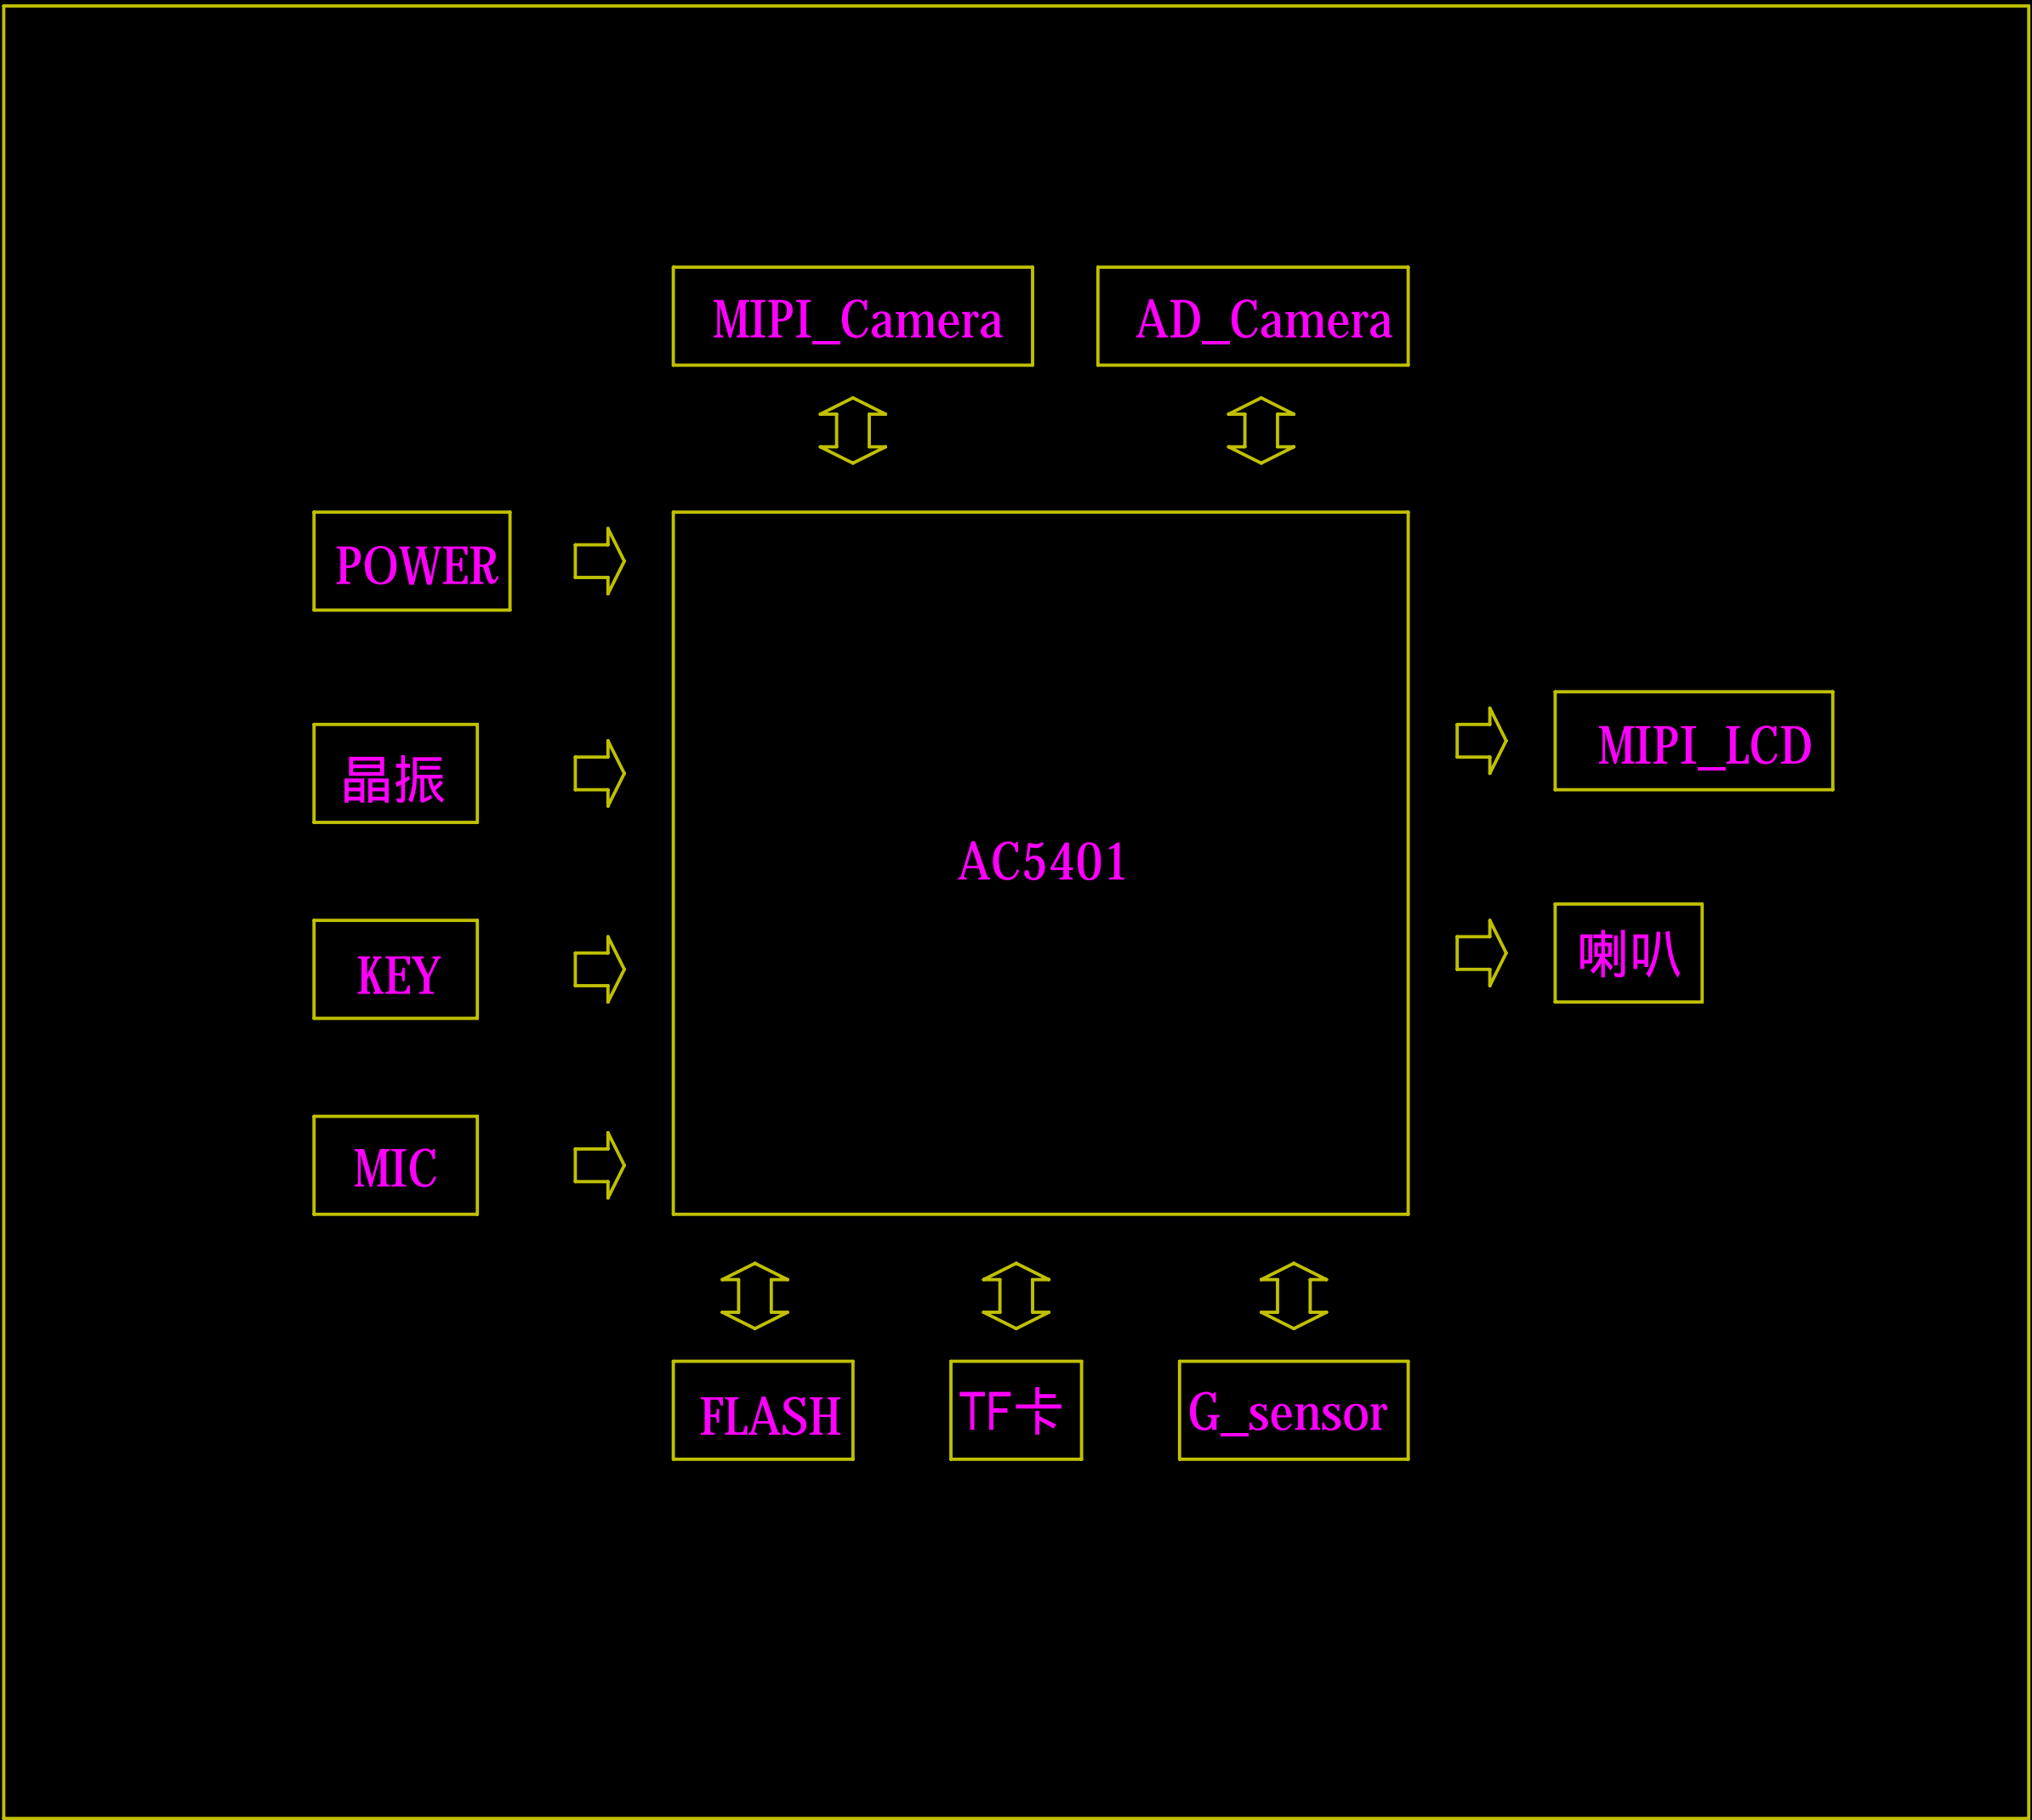 MIPI_Camera
AD_Camera
POWER
晶振
MIPI_LCD
AC5401
KEY
喇叭
MIC
FLASH
TF卡
G_sensor